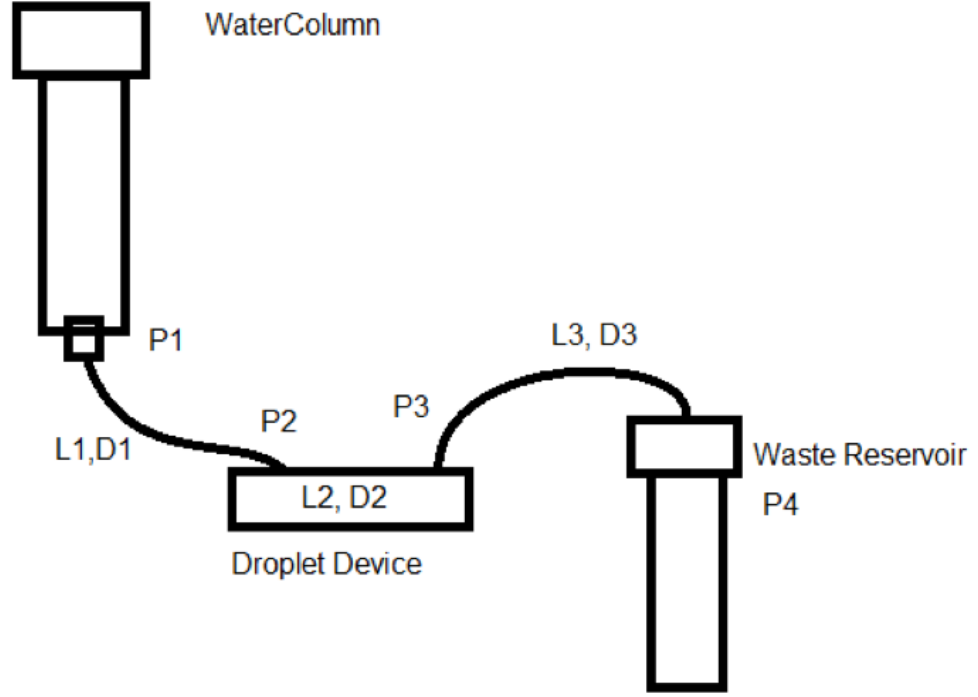 WaterColumn
P1
L3, D3
P2
P3
L1,D1
Waste Reservoir
L2, D2
P4
Droplet Device